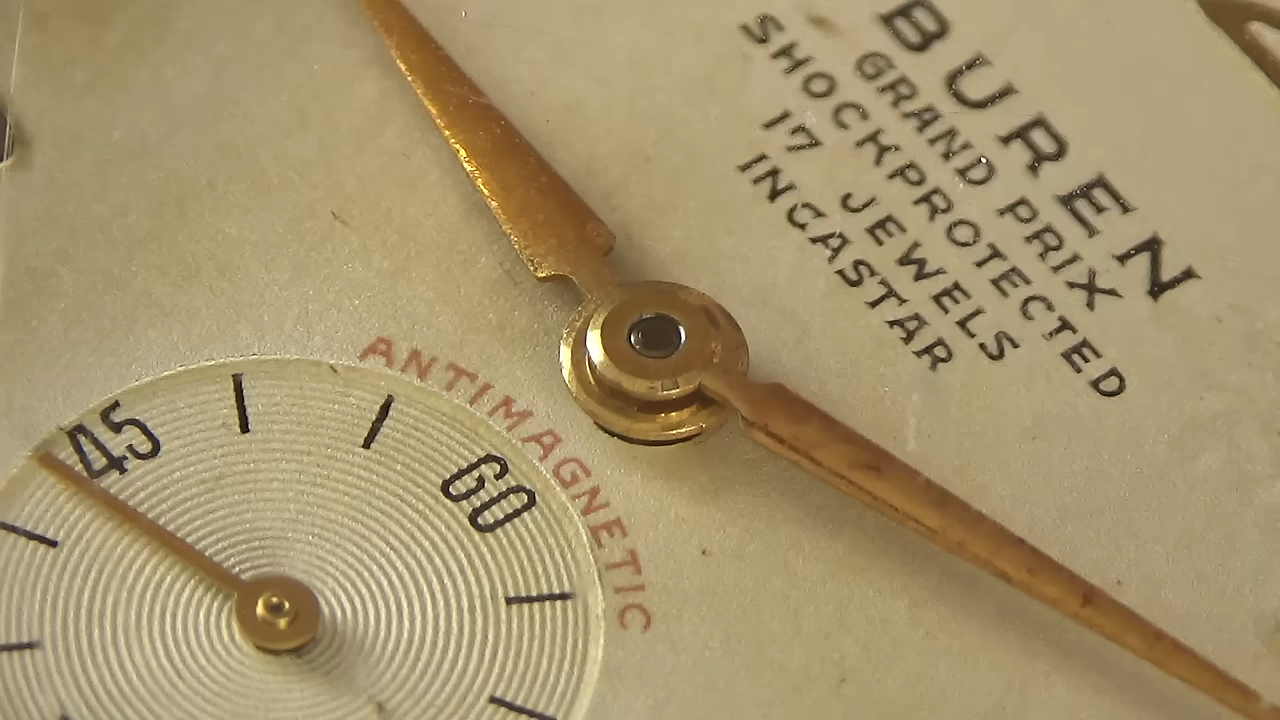 BUREN
GRAND PRIX
SHOCKPROTECTED
17 JEWELS
INCASTAR
ANTIMAGNETIC
45
60